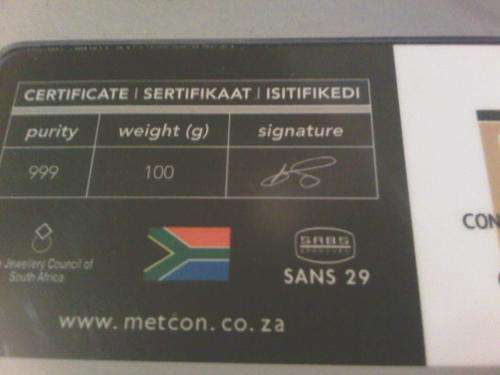 CERTIFICATE | SERTIFIKAAT | ISITIFIKEDI
purity weight (g) signature
999 100
Jewellery Council of
South Africa
SABS
SANS 29
CON
www.metcon.co.za